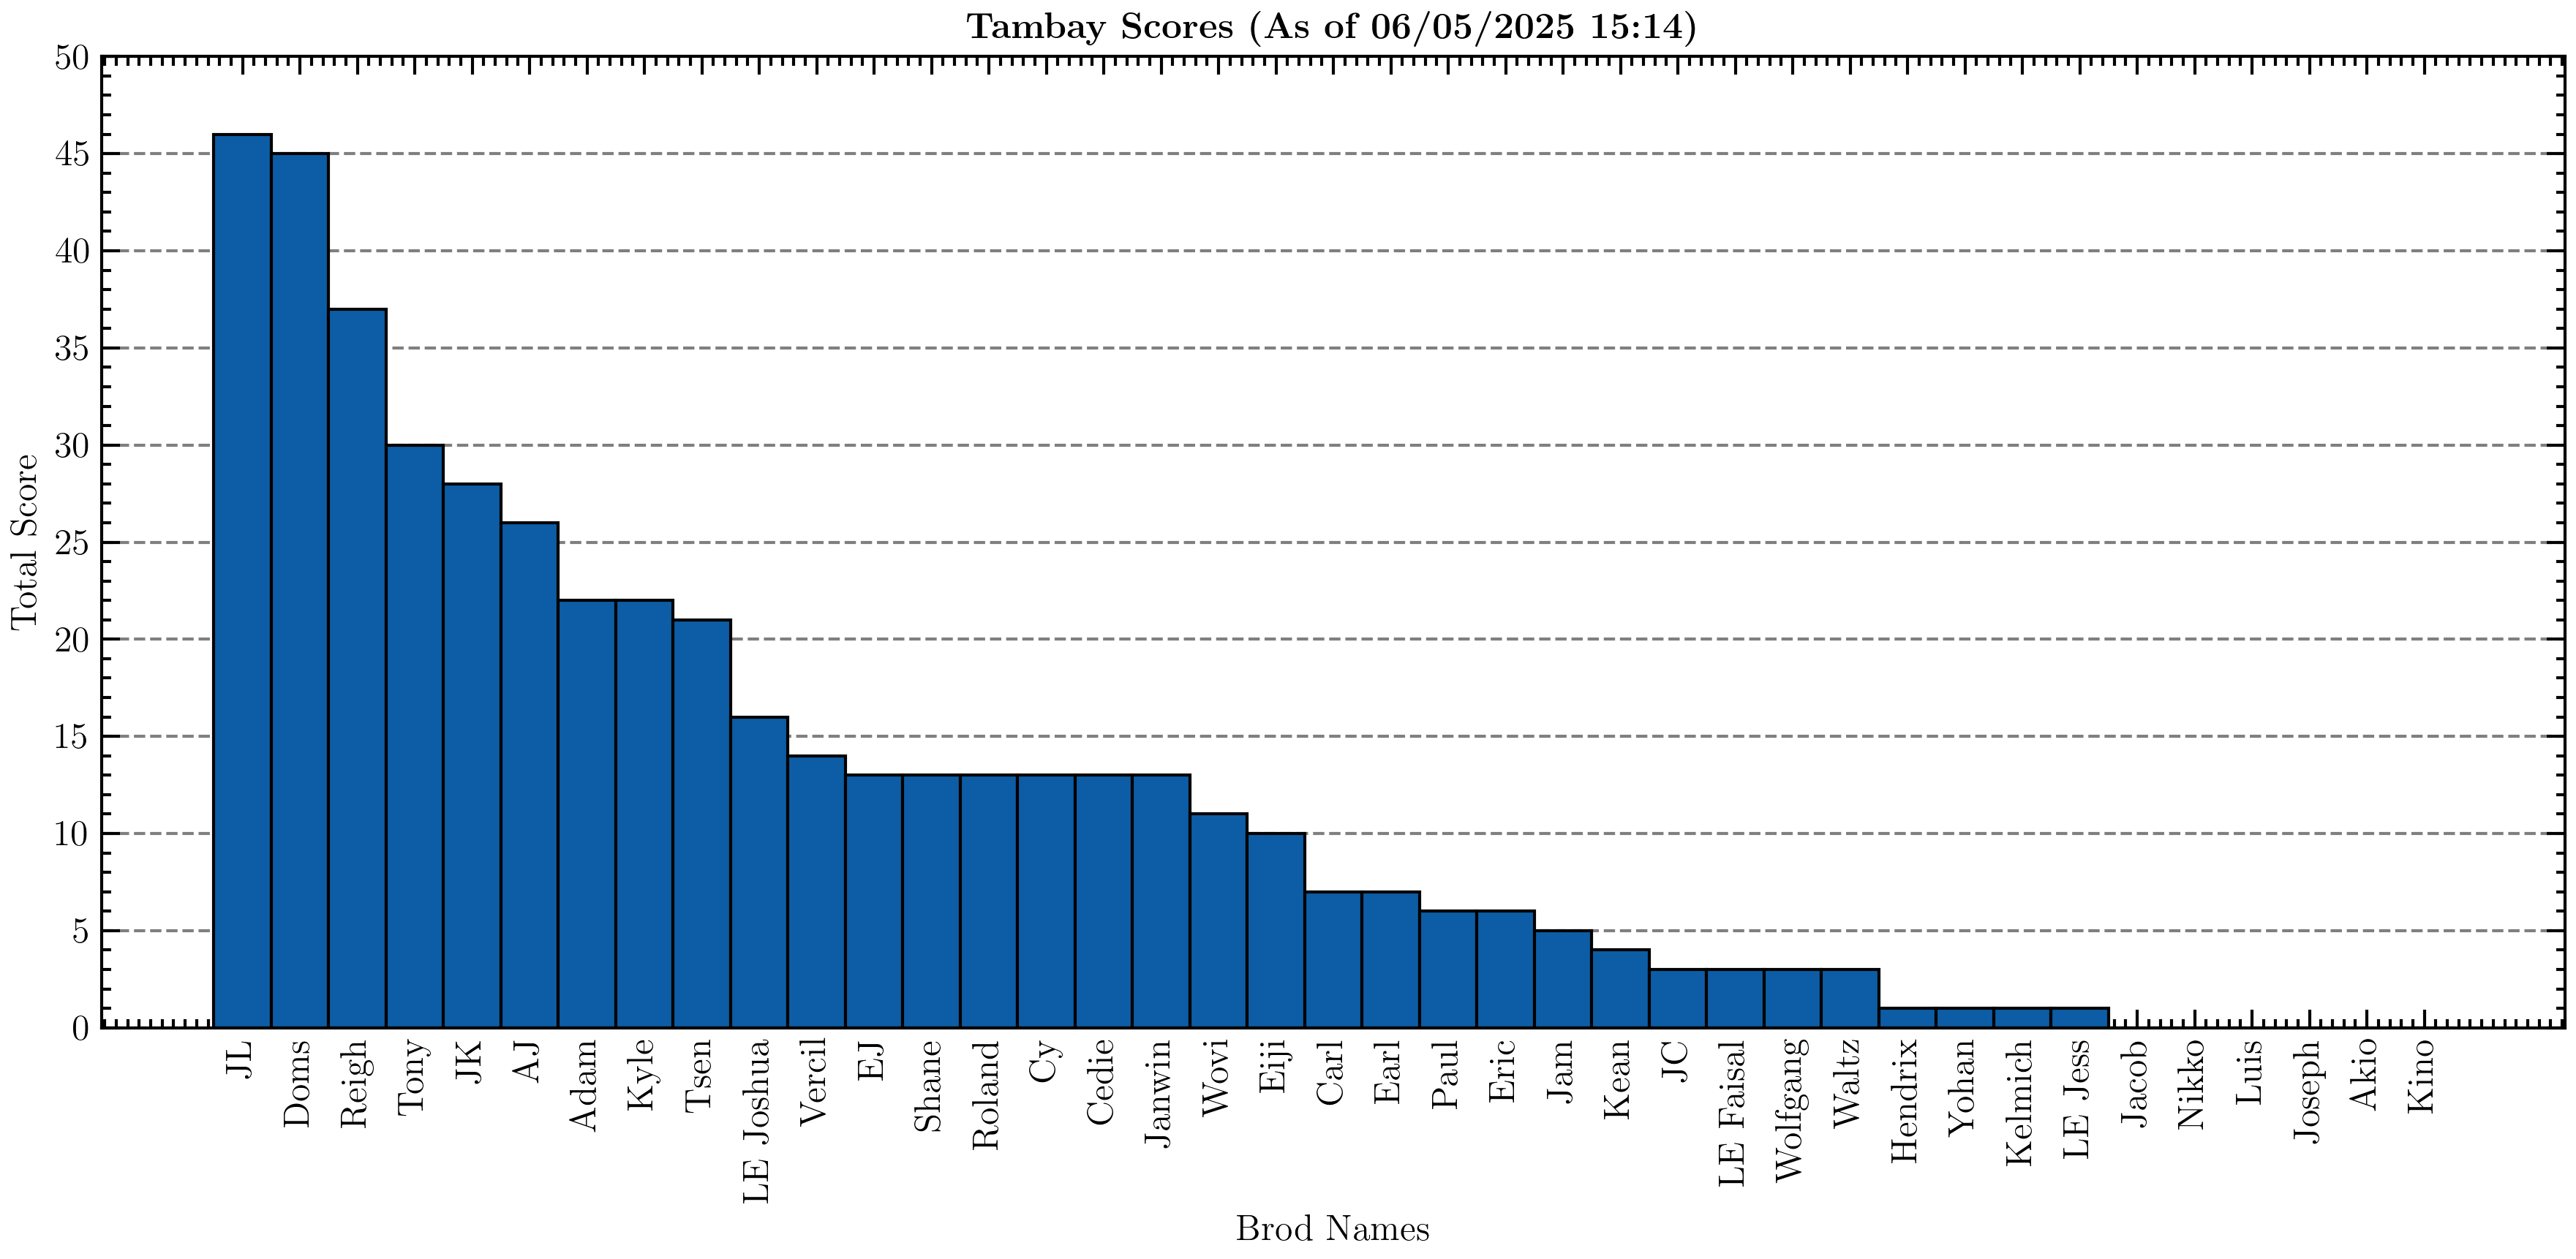 Tambay Scores (As of 06/05/2025 15:14)
Total Score
50
45
40
35
30
25
20
15
10
5
0
JL
Doms
Reigh
Tony
JK
AJ
Adam
Kyle
Tsen
LE Joshua
Vercil
EJ
Shane
Roland
Cy
Cedie
Janwin
Wovi
Eiji
Carl
Earl
Paul
Eric
Jam
Kean
JC
LE Faisal
Wolfgang
Waltz
Hendrix
Yohan
Kelmich
LE Jess
Jacob
Nikko
Luis
Joseph
Akio
Kino
Brod Names